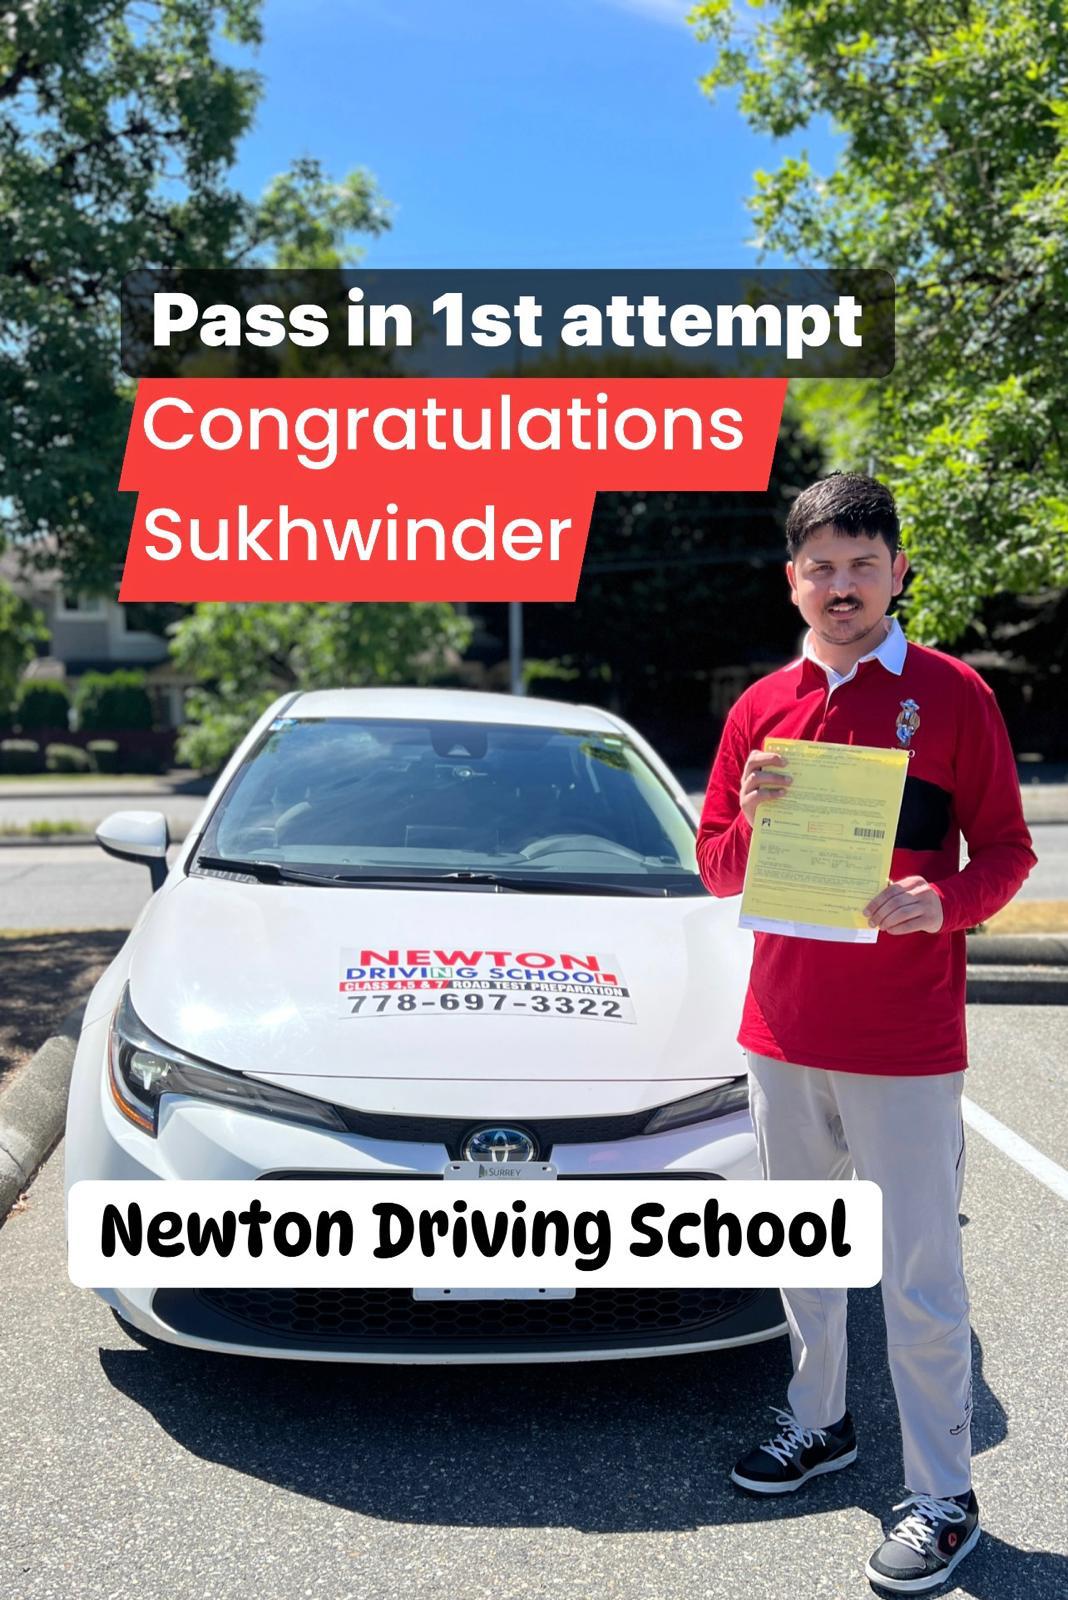 Pass in 1st attempt
Congratulations
Sukhwinder
NEWTON
DRIVING SCHOOL
CLASS 4,5 & 7 ROAD TEST PREPARATION
778-697-3322
SURREY
Newton Driving School